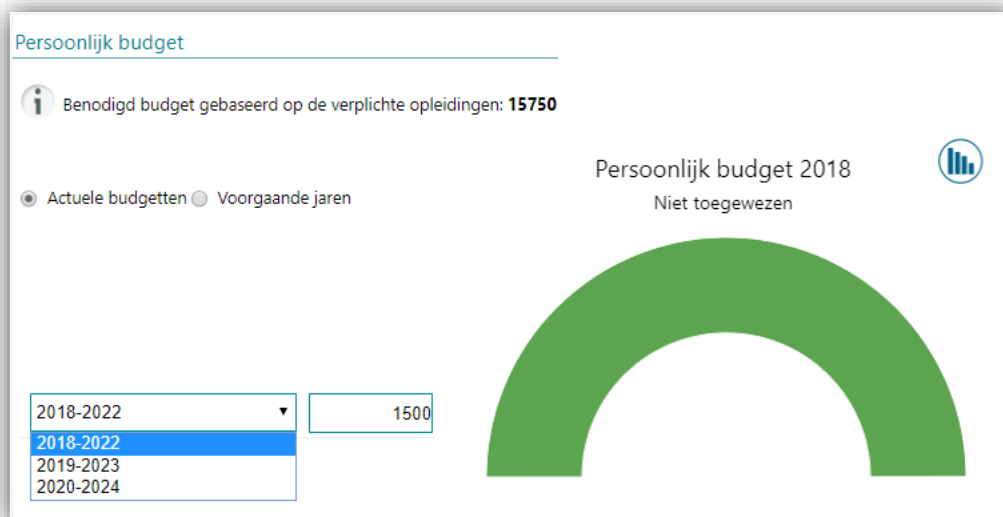 Persoonlijk budget
Benodigd budget gebaseerd op de verplichte opleidingen: 15750
Persoonlijk budget 2018
Niet toegewezen
Actuele budgetten Voorgaande jaren
2018-2022 1500
2018-2022
2019-2023
2020-2024